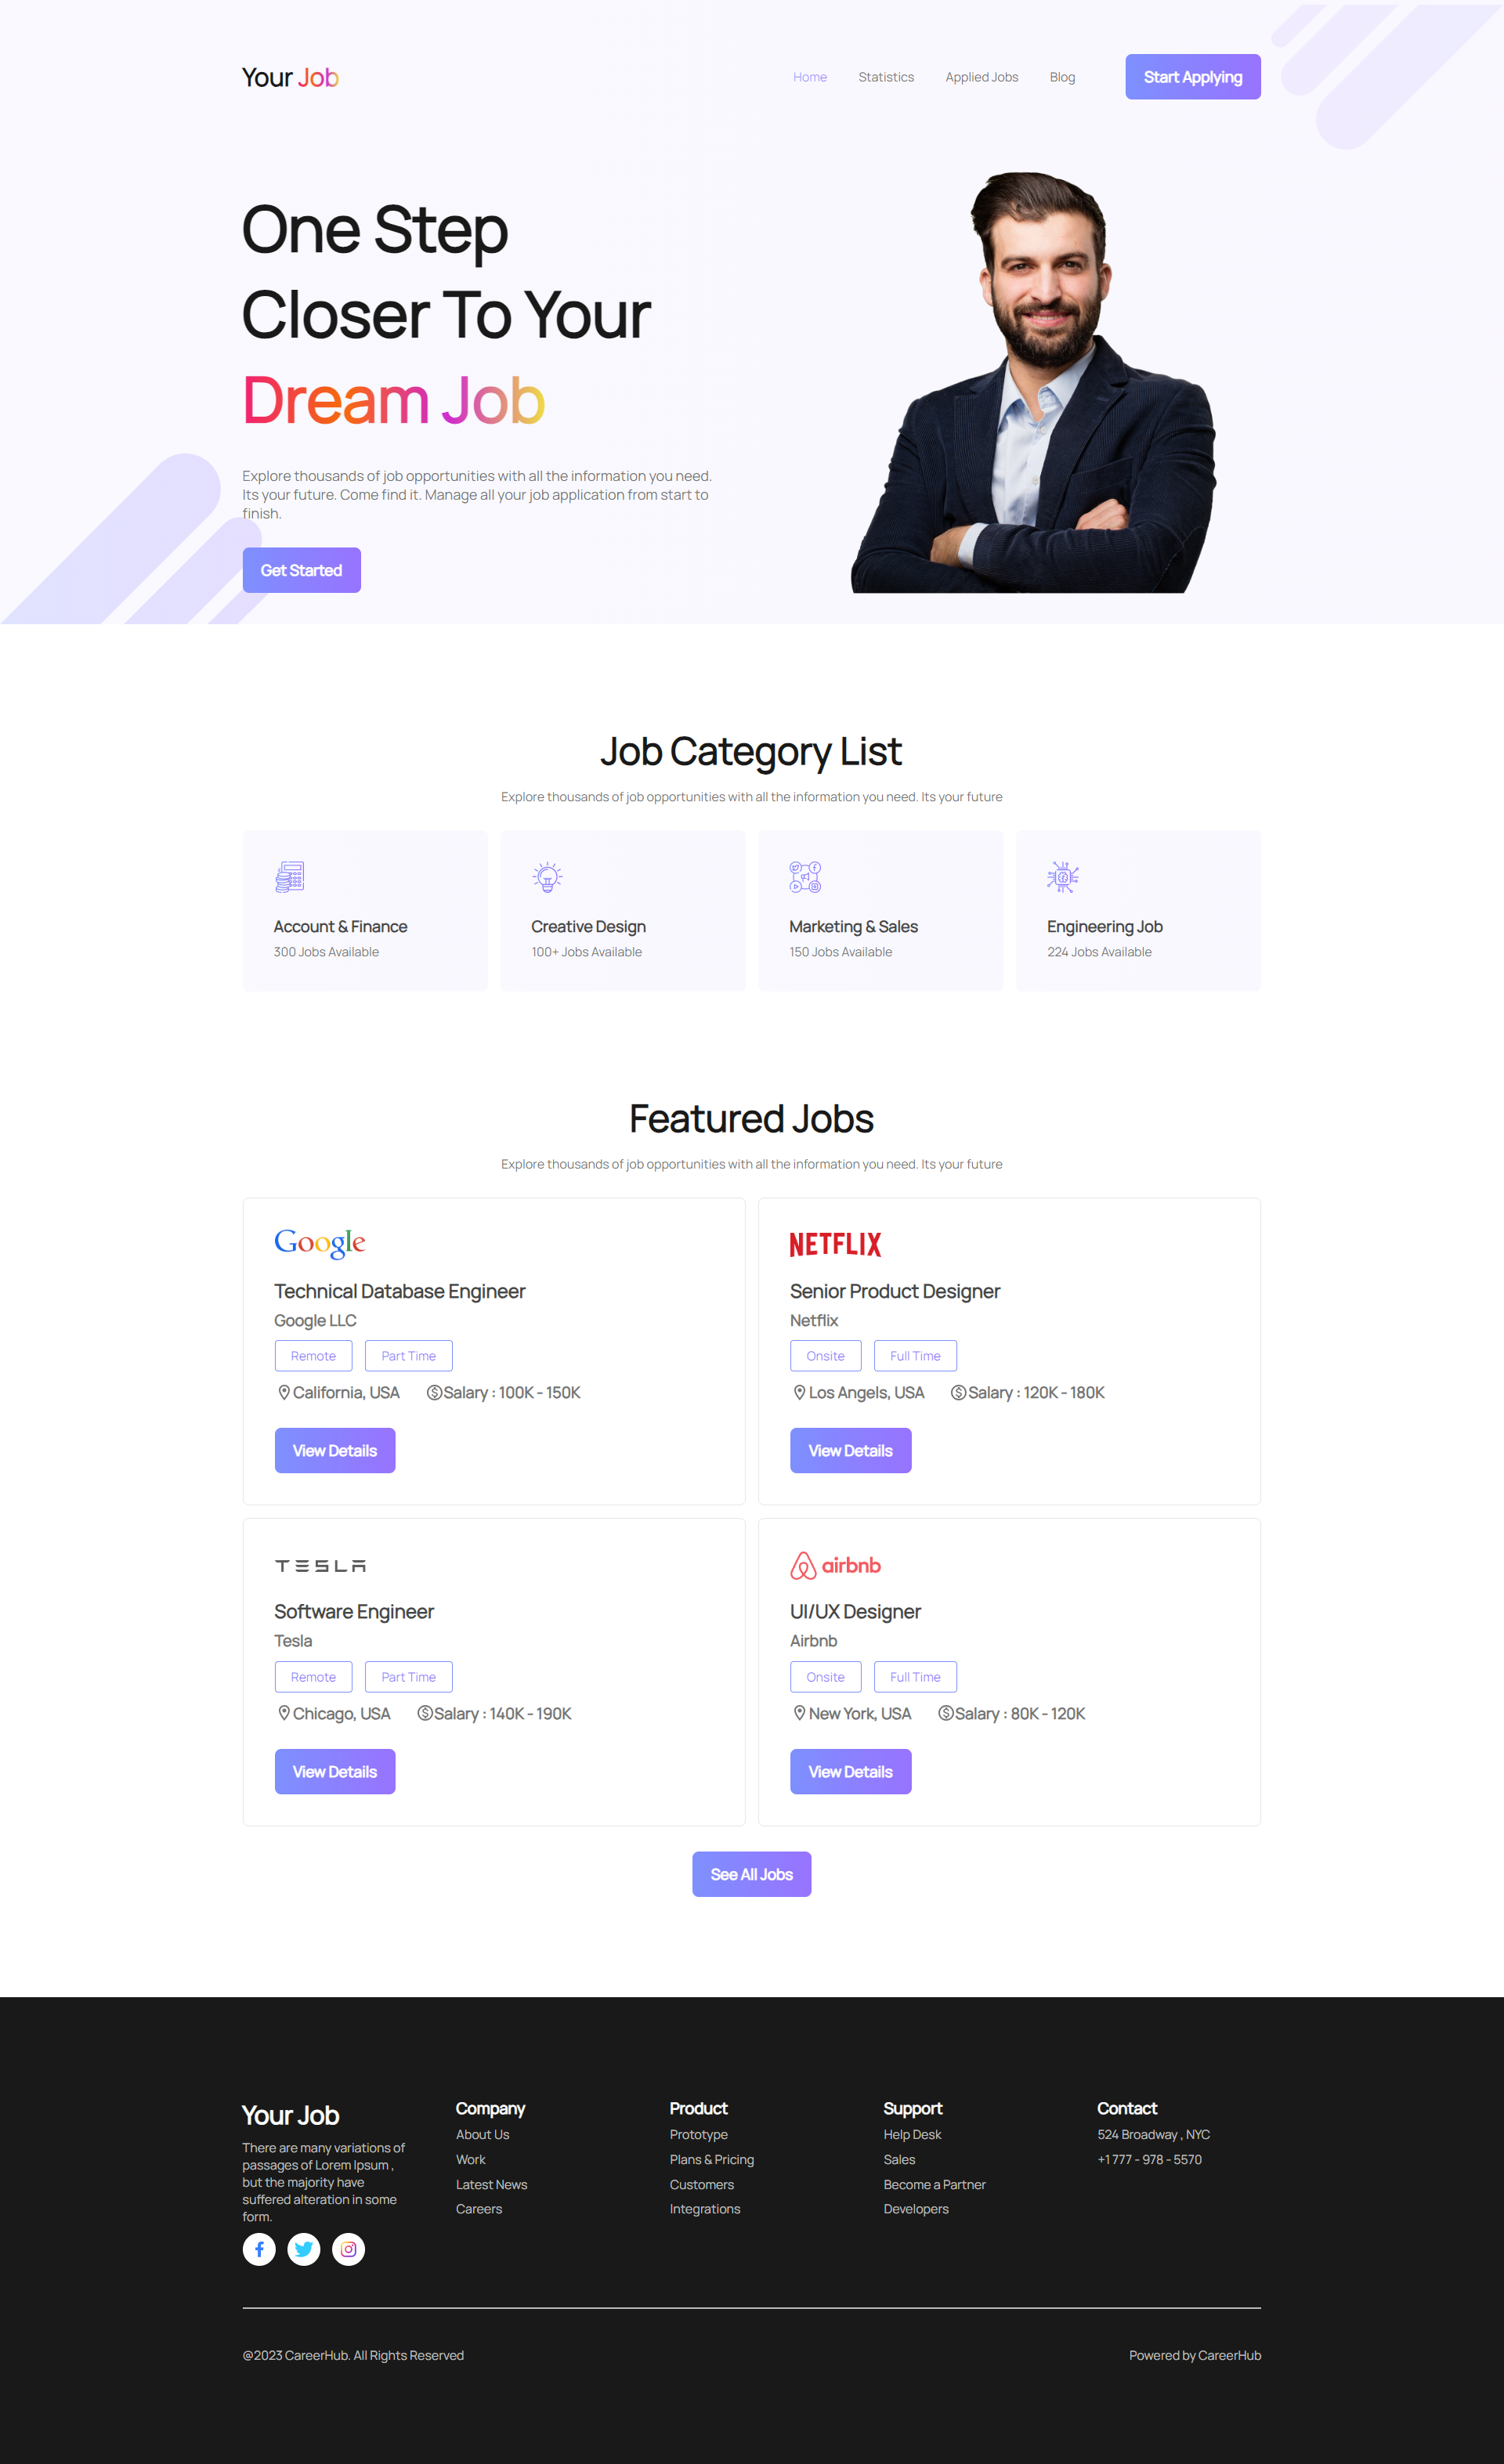 Your Job
Home Statistics Applied Jobs Blog Start Applying
One Step
Closer To Your
Dream Job
Explore thousands of job opportunities with all the information you need.
Its your future. Come find it. Manage all your job application from start to
finish.
Get Started
Job Category List
Explore thousands of job opportunities with all the information you need. Its your future
Account & Finance
300 Jobs Available
Creative Design
100+ Jobs Available
Marketing & Sales
150 Jobs Available
Engineering Job
224 Jobs Available
Featured Jobs
Explore thousands of job opportunities with all the information you need. Its your future
Google
Technical Database Engineer
Google LLC
Remote Part Time
California, USA Salary : 100K - 150K
View Details
NETFLIX
Senior Product Designer
Netflix
Onsite Full Time
Los Angels, USA Salary : 120K - 180K
View Details
TESLA
Software Engineer
Tesla
Remote Part Time
Chicago, USA Salary : 140K - 190K
View Details
airbnb
UI/UX Designer
Airbnb
Onsite Full Time
New York, USA Salary : 80K - 120K
View Details
See All Jobs
Your Job
There are many variations of
passages of Lorem Ipsum ,
but the majority have
suffered alteration in some
form.
Company
About Us
Work
Latest News
Careers
Product
Prototype
Plans & Pricing
Customers
Integrations
Support
Help Desk
Sales
Become a Partner
Developers
Contact
524 Broadway , NYC
+1 777 - 978 - 5570
@2023 CareerHub. All Rights Reserved
Powered by CareerHub